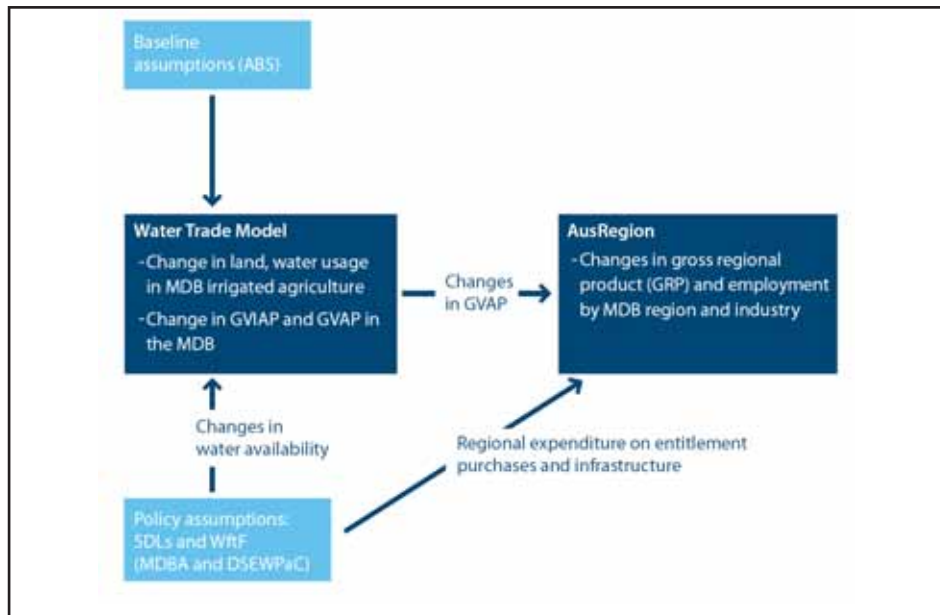 Baseline
assumptions (ABS)
Water Trade Model
-Change in land, water usage
in MDB irrigated agriculture
-Change in GVIAP and GVAP in
the MDB
Changes
in GVAP
AusRegion
-Changes in gross regional
product (GRP) and employment
by MDB region and industry
Changes in
water availability
Regional expenditure on entitlement
purchases and infrastructure
Policy assumptions:
SDLs and WftF
(MDBA and DSEWPaC)